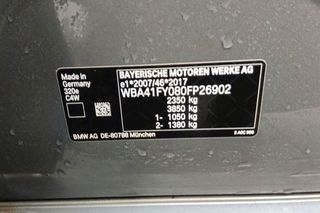 Made in
Germany
320e
C4W
BAYERISCHE MOTOREN WERKE AG
e1*2007/46*2017
WBA41FY080FP26902
2350 kg
3850 kg
1- 1050 kg
2- 1380 kg
BMW AG DE-80788 München